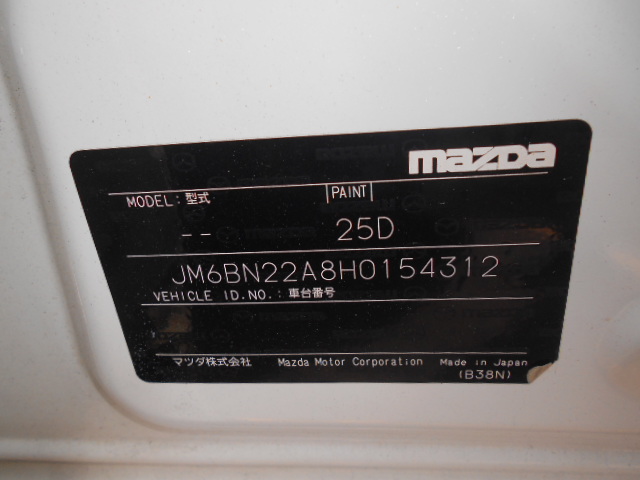 mazda
MODEL: 型式 PAINT
-- 25D
JM6BN22A8H0154312
VEHICLE ID.NO.: 車台番号
マツダ株式会社 Mazda Motor Corporation Made in Japan
(B38N)